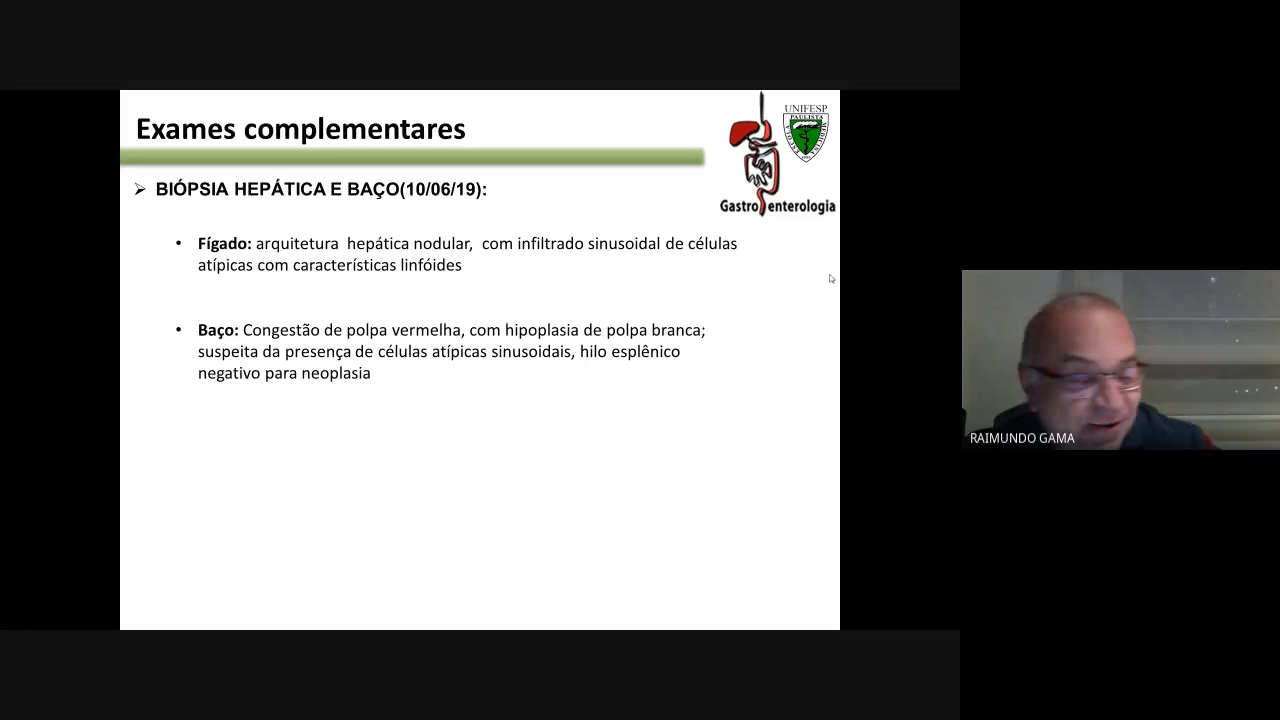 Exames complementares
UNIFESP
PAULISTA
Gastroenterologia
➢ BIÓPSIA HEPÁTICA E BAÇO(10/06/19):
• Fígado: arquitetura hepática nodular, com infiltrado sinusoidal de células
atípicas com características linfóides
• Baço: Congestão de polpa vermelha, com hipoplasia de polpa branca;
suspeita da presença de células atípicas sinusoidais, hilo esplênico
negativo para neoplasia
RAIMUNDO GAMA